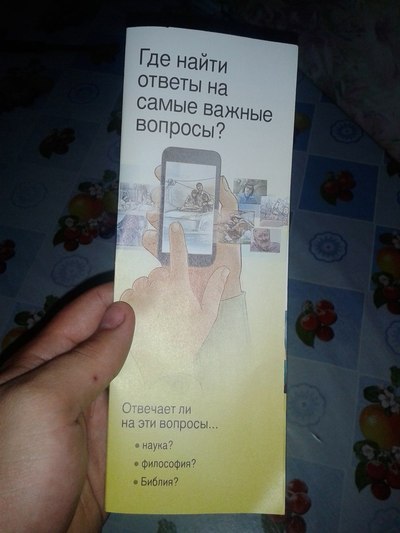 Где найти
ответы на
самые важные
вопросы?
Отвечает ли
на эти вопросы...
• наука?
• философия?
• Библия?